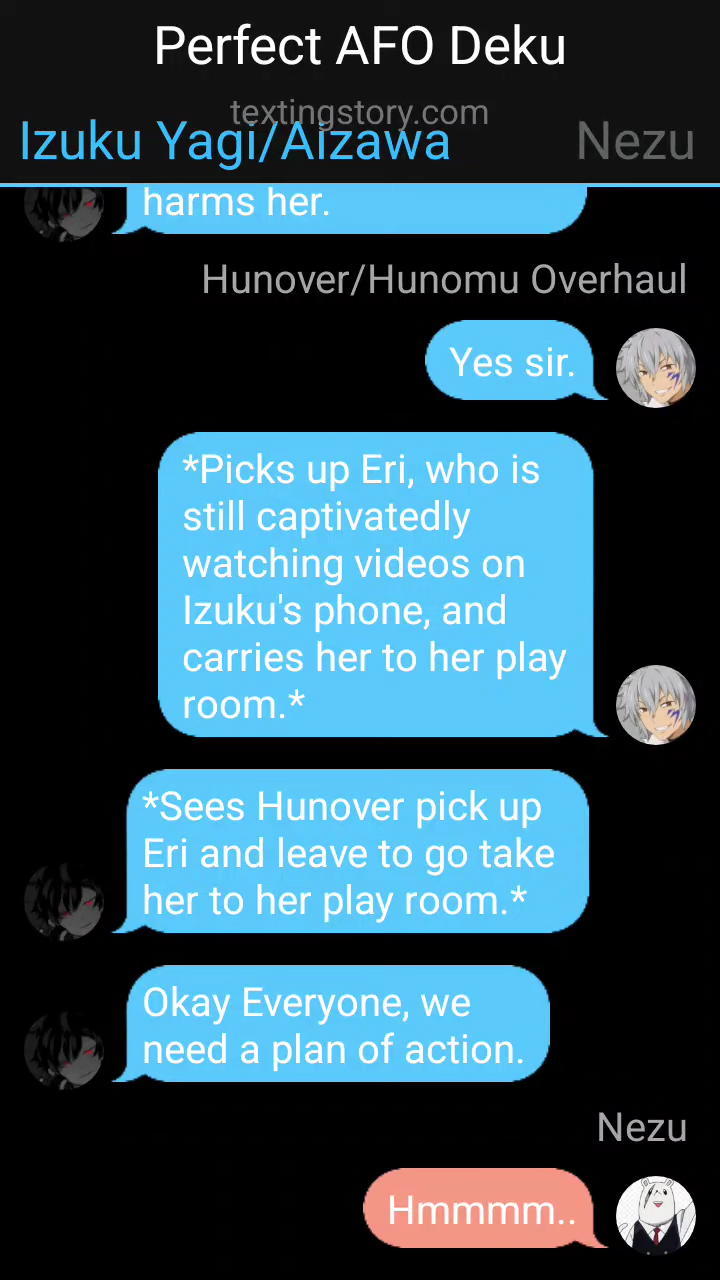 Perfect AFO Deku
textingstory.com
Izuku Yagi/Aizawa
Nezu
harms her.
Hunover/Hunomu Overhaul
Yes sir.
*Picks up Eri, who is
still captivatedly
watching videos on
Izuku's phone, and
carries her to her play
room.*
*Sees Hunover pick up
Eri and leave to go take
her to her play room.*
Okay Everyone, we
need a plan of action.
Nezu
Hmmmm..